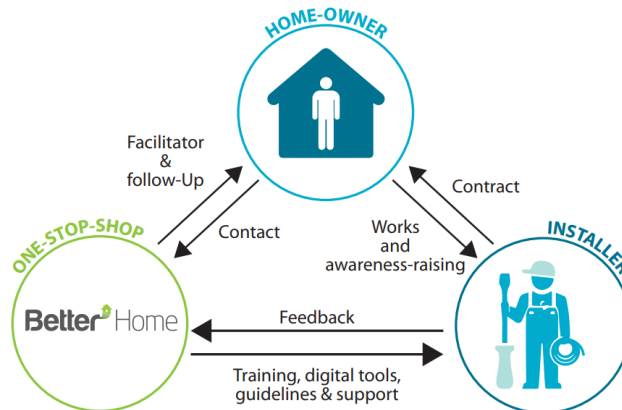 HOME-OWNER
Facilitator
&
follow-Up
Contact
Contract
Works
and
awareness-raising
ONE-STOP-SHOP
INSTALLER
Better Home
Feedback
Training, digital tools,
guidelines & support